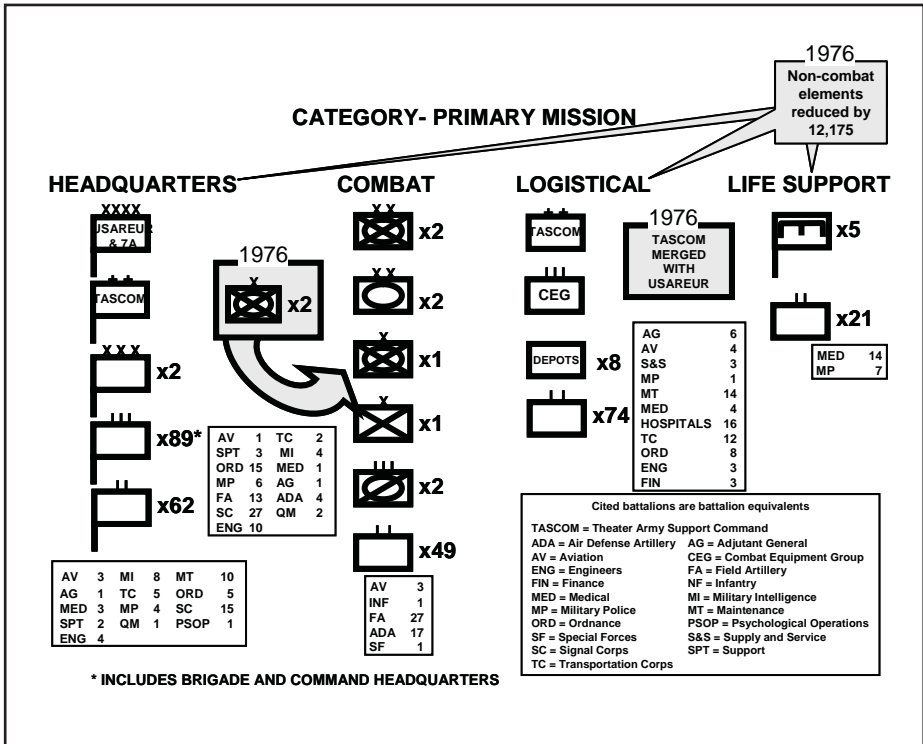 1976
Non-combat
elements
reduced by
12,175
CATEGORY- PRIMARY MISSION
HEADQUARTERS
XXXX
USAREUR
& 7A
TASCOM
X X X
x2
x89*
x62
AV 3 MI 8 MT 10
AG 1 TC 5 ORD 5
MED 3 MP 4 SC 15
SPT 2 QM 1 PSOP 1
ENG 4
1976
X
x2
AV 1 TC 2
SPT 3 MI 4
ORD 15 MED 1
MP 6 AG 1
FA 13 ADA 4
SC 27 QM 2
ENG 10
COMBAT
X X
x2
X X
x2
X
x1
X
x1
x2
x49
AV 3
INF 1
FA 27
ADA 17
SF 1
LOGISTICAL
TASCOM
CEG
DEPOTS
x8
x74
1976
TASCOM
MERGED
WITH
USAREUR
AG 6
AV 4
S&S 3
MP 1
MT 14
MED 4
HOSPITALS 16
TC 12
ORD 8
ENG 3
FIN 3
LIFE SUPPORT
x5
x21
MED 14
MP 7
Cited battalions are battalion equivalents
TASCOM = Theater Army Support Command
ADA = Air Defense Artillery AG = Adjutant General
AV = Aviation CEG = Combat Equipment Group
ENG = Engineers FA = Field Artillery
FIN = Finance NF = Infantry
MED = Medical MI = Military Intelligence
MP = Military Police MT = Maintenance
ORD = Ordnance PSOP = Psychological Operations
SF = Special Forces S&S = Supply and Service
SC = Signal Corps SPT = Support
TC = Transportation Corps
* INCLUDES BRIGADE AND COMMAND HEADQUARTERS